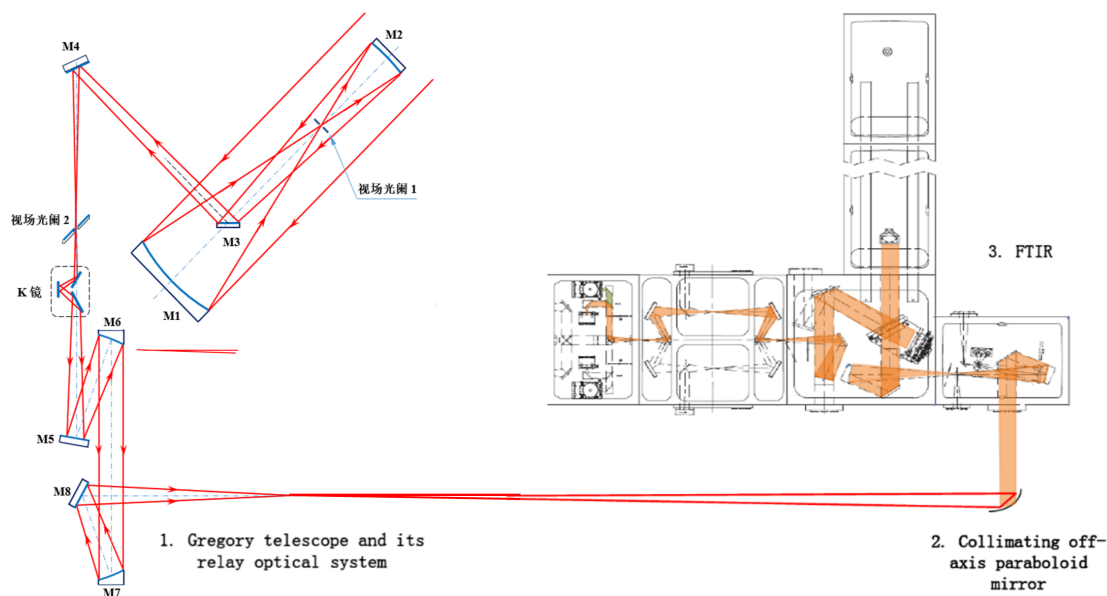 M4
M2
视场光阑 1
视场光阑 2
M3
K 镜
M1
M6
M5
M8
M7
1. Gregory telescope and its
relay optical system
3. FTIR
2. Collimating off-
axis paraboloid
mirror